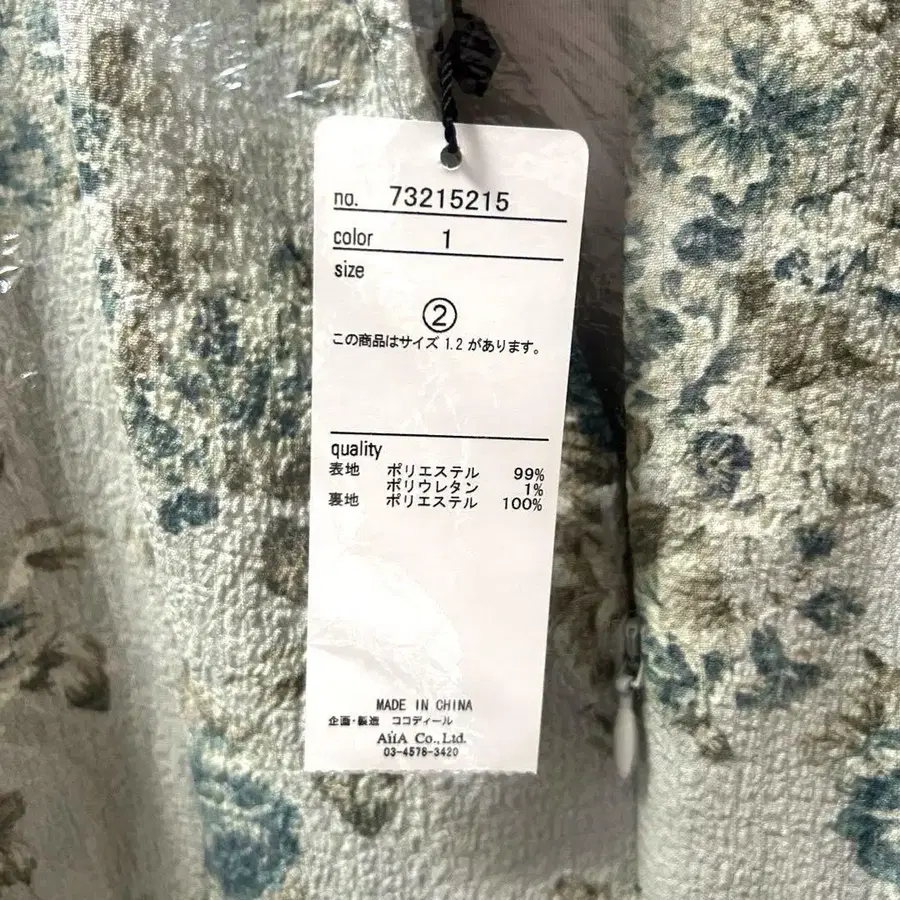 no. 73215215
color 1
size
②
この商品はサイズ 1.2 があります。
quality
表地 ポリエステル 99%
ポリウレタン 1%
裏地 ポリエステル 100%
MADE IN CHINA
企画・製造 ココディール
AiiA Co.,Ltd.
03-4578-3420